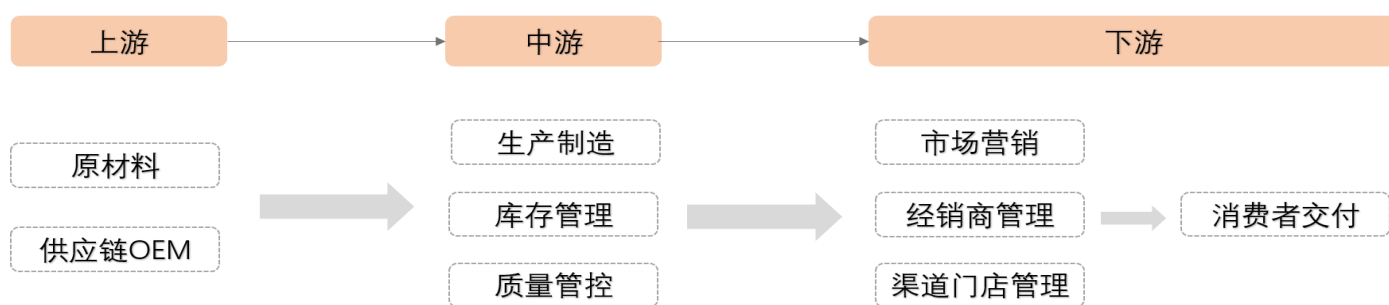 上游
中游
下游
原材料
供应链OEM
生产制造
库存管理
质量管控
市场营销
经销商管理
渠道门店管理
消费者交付